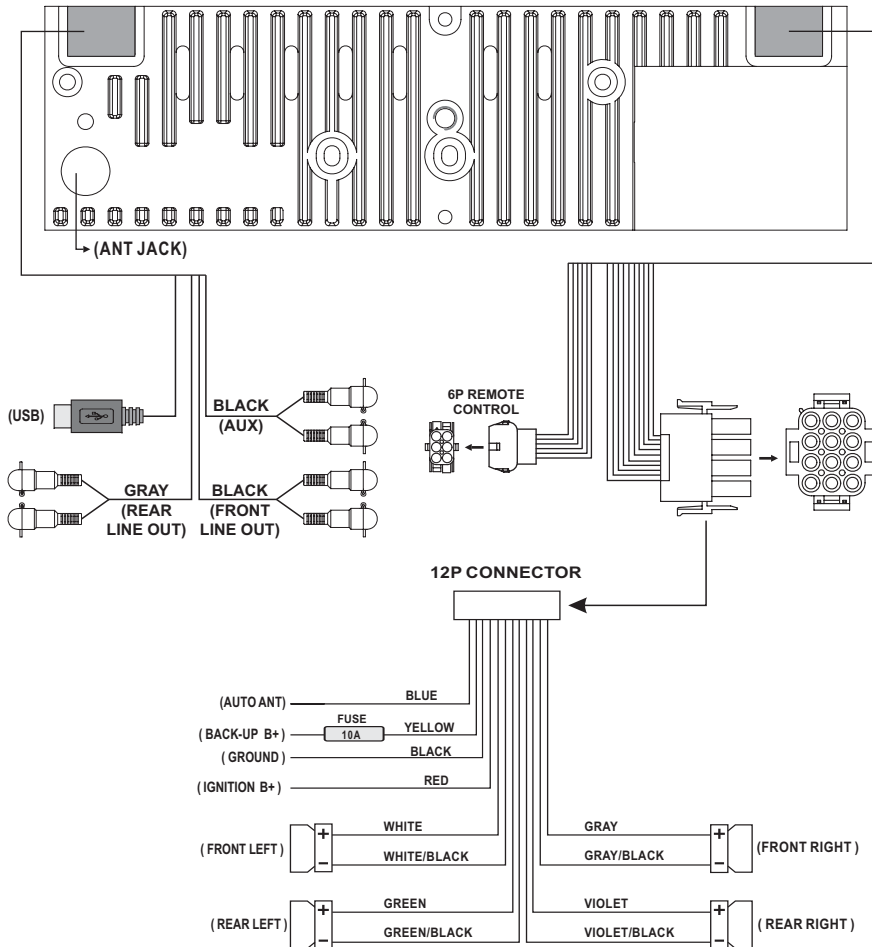 (ANT JACK)
(USB)
BLACK
(AUX)
6P REMOTE
CONTROL
GRAY
(REAR
LINE OUT)
BLACK
(FRONT
LINE OUT)
12P CONNECTOR
(AUTO ANT)
BLUE
( BACK-UP B+)
FUSE
10A
YELLOW
( GROUND )
BLACK
( IGNITION B+)
RED
( FRONT LEFT )
+
−
WHITE
WHITE/BLACK
GRAY
GRAY/BLACK
+
−
(FRONT RIGHT )
( REAR LEFT )
+
−
GREEN
GREEN/BLACK
VIOLET
VIOLET/BLACK
+
−
( REAR RIGHT )